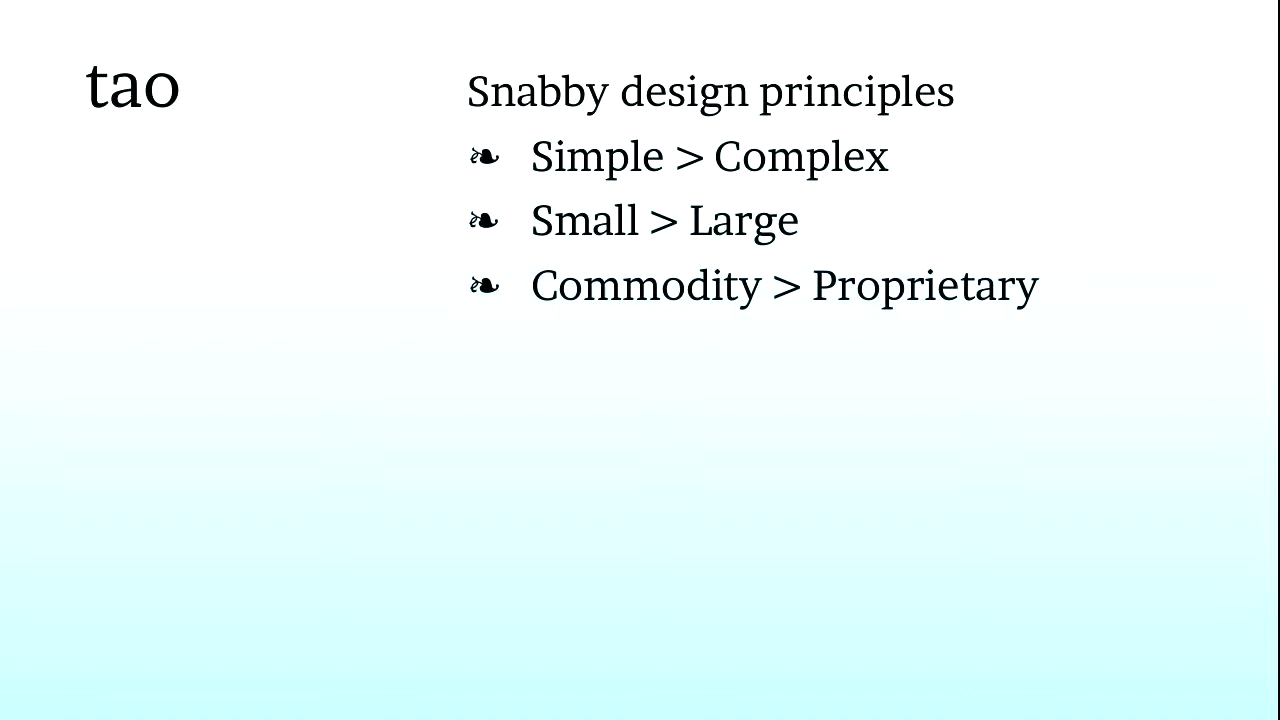 tao
Snabby design principles
❧ Simple > Complex
❧ Small > Large
❧ Commodity > Proprietary